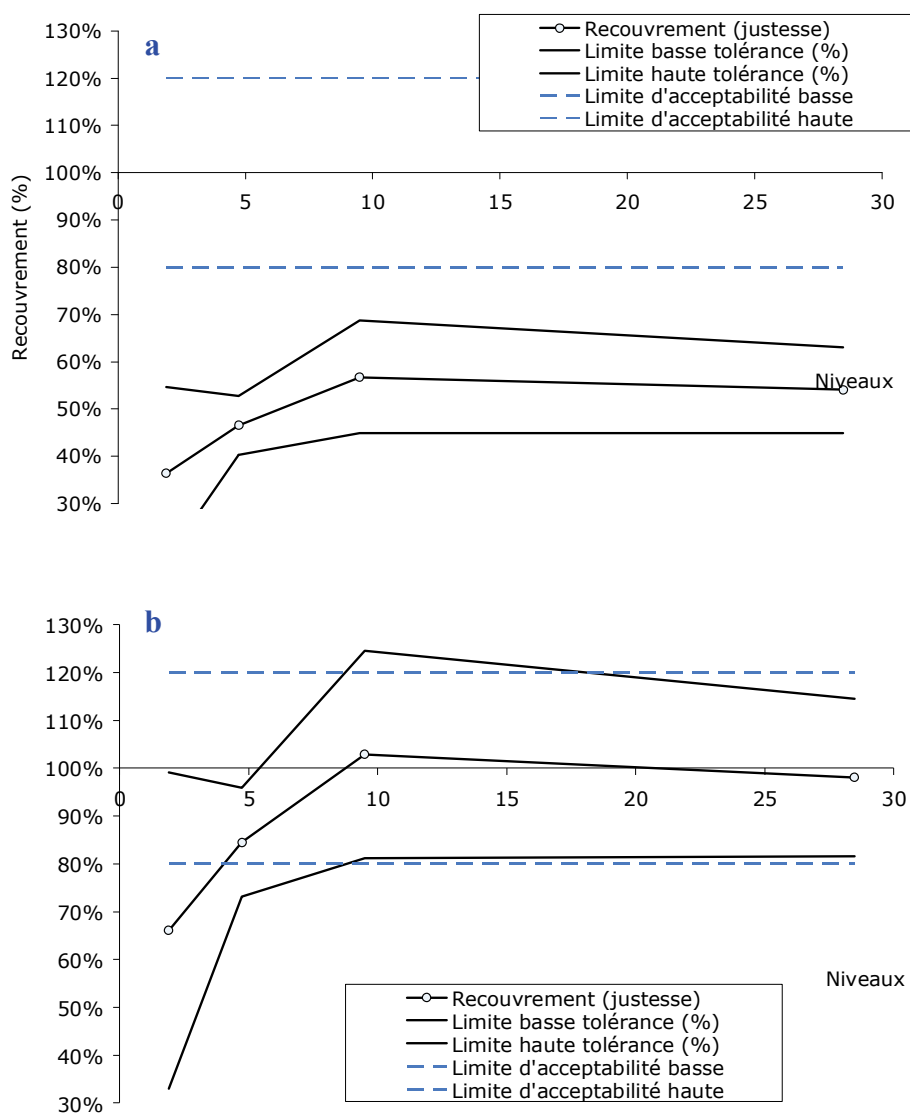 a
Recouvrement (justesse)
Limite basse tolérance (%)
Limite haute tolérance (%)
Limite d'acceptabilité basse
Limite d'acceptabilité haute
Recouvrement (%)
130%
120%
110%
100%
90%
80%
70%
60%
50%
40%
30%
0 5 10 15 20 25 30
Niveaux
b
130%
120%
110%
100%
90%
80%
70%
60%
50%
40%
30%
0 5 10 15 20 25 30
Niveaux
Recouvrement (justesse)
Limite basse tolérance (%)
Limite haute tolérance (%)
Limite d'acceptabilité basse
Limite d'acceptabilité haute